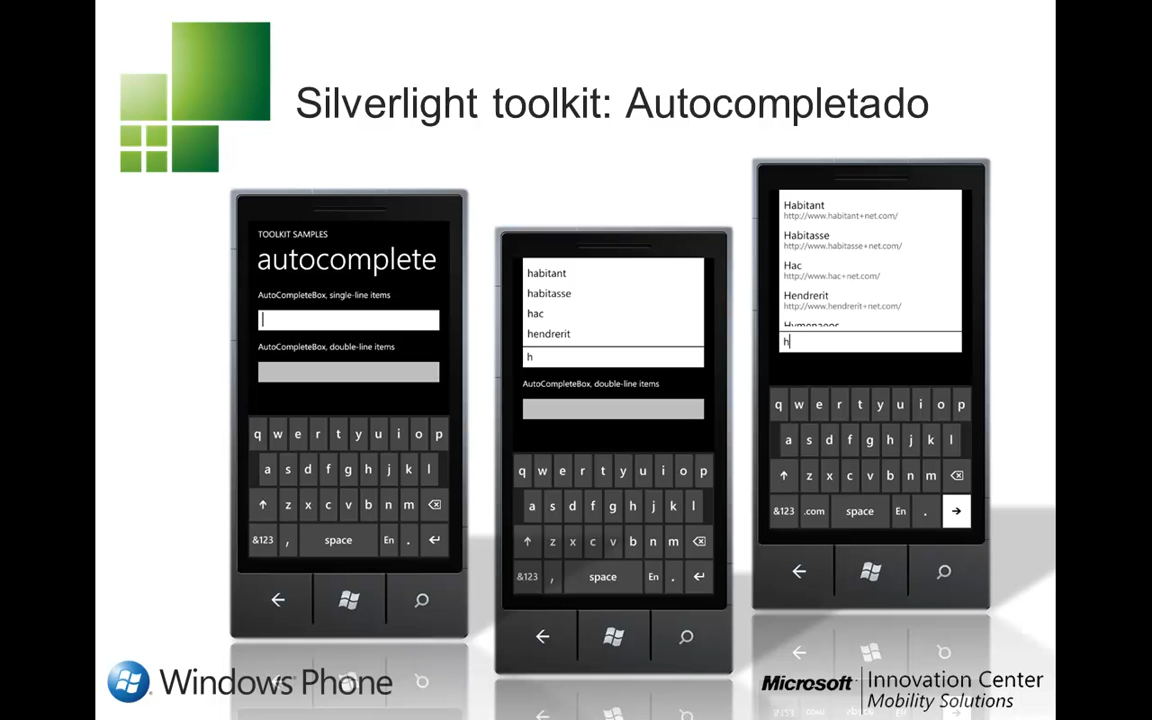 Silverlight toolkit: Autocompletado
TOOLKIT SAMPLES
autocomplete
AutoCompleteBox, single-line items
AutoCompleteBox, double-line items
q w e r t y u i o p
a s d f g h j k l
z x c v b n m
&123 , space En .
habitant
habitasse
hac
hendrerit
h
AutoCompleteBox, double-line items
q w e r t y u i o p
a s d f g h j k l
z x c v b n m
&123 , space En .
Habitant
http://www.habitant+net.com/
Habitasse
http://www.habitasse+net.com/
Hac
http://www.hac+net.com/
Hendrerit
http://www.hendrerit+net.com/
h
q w e r t y u i o p
a s d f g h j k l
z x c v b n m
&123 .com space En .
Windows Phone
Microsoft
Innovation Center
Mobility Solutions